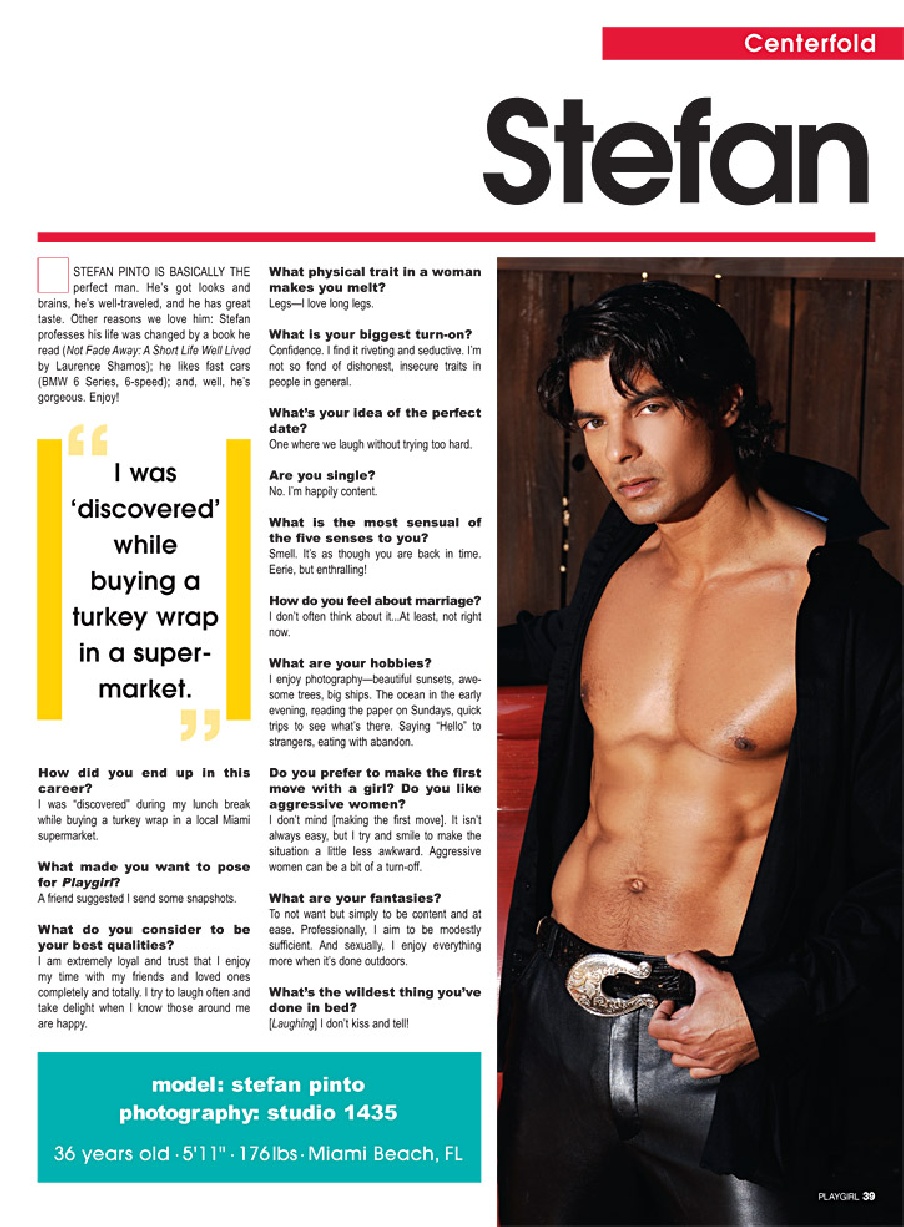 Centerfold
Stefan
STEFAN PINTO IS BASICALLY THE
perfect man. He's got looks and
brains, he's well-traveled, and he has great
taste. Other reasons we love him: Stefan
professes his life was changed by a book he
read (Not Fade Away: A Short Life Well Lived
by Laurence Shamos); he likes fast cars
(BMW 6 Series, 6-speed); and, well, he's
gorgeous. Enjoy!
“
I was
‘discovered’
while
buying a
turkey wrap
in a super-
market.
”
How did you end up in this
career?
I was “discovered” during my lunch break
while buying a turkey wrap in a local Miami
supermarket.
What made you want to pose
for Playgirl?
A friend suggested I send some snapshots.
What do you consider to be
your best qualities?
I am extremely loyal and trust that I enjoy
my time with my friends and loved ones
completely and totally. I try to laugh often and
take delight when I know those around me
are happy.
What physical trait in a woman
makes you melt?
Legs—I love long legs.
What is your biggest turn-on?
Confidence. I find it riveting and seductive. I'm
not so fond of dishonest, insecure traits in
people in general.
What's your idea of the perfect
date?
One where we laugh without trying too hard.
Are you single?
No. I'm happily content.
What is the most sensual of
the five senses to you?
Smell. It's as though you are back in time.
Eerie, but enthralling!
How do you feel about marriage?
I don't often think about it...At least, not right
now.
What are your hobbies?
I enjoy photography—beautiful sunsets, awe-
some trees, big ships. The ocean in the early
evening, reading the paper on Sundays, quick
trips to see what's there. Saying “Hello” to
strangers, eating with abandon.
Do you prefer to make the first
move with a girl? Do you like
aggressive women?
I don't mind [making the first move]. It isn't
always easy, but I try and smile to make the
situation a little less awkward. Aggressive
women can be a bit of a turn-off.
What are your fantasies?
To not want but simply to be content and at
ease. Professionally, I aim to be modestly
sufficient. And sexually, I enjoy everything
more when it's done outdoors.
What's the wildest thing you've
done in bed?
[Laughing] I don't kiss and tell!
model: stefan pinto
photography: studio 1435
36 years old · 5'11" · 176lbs · Miami Beach, FL
PLAYGIRL 39